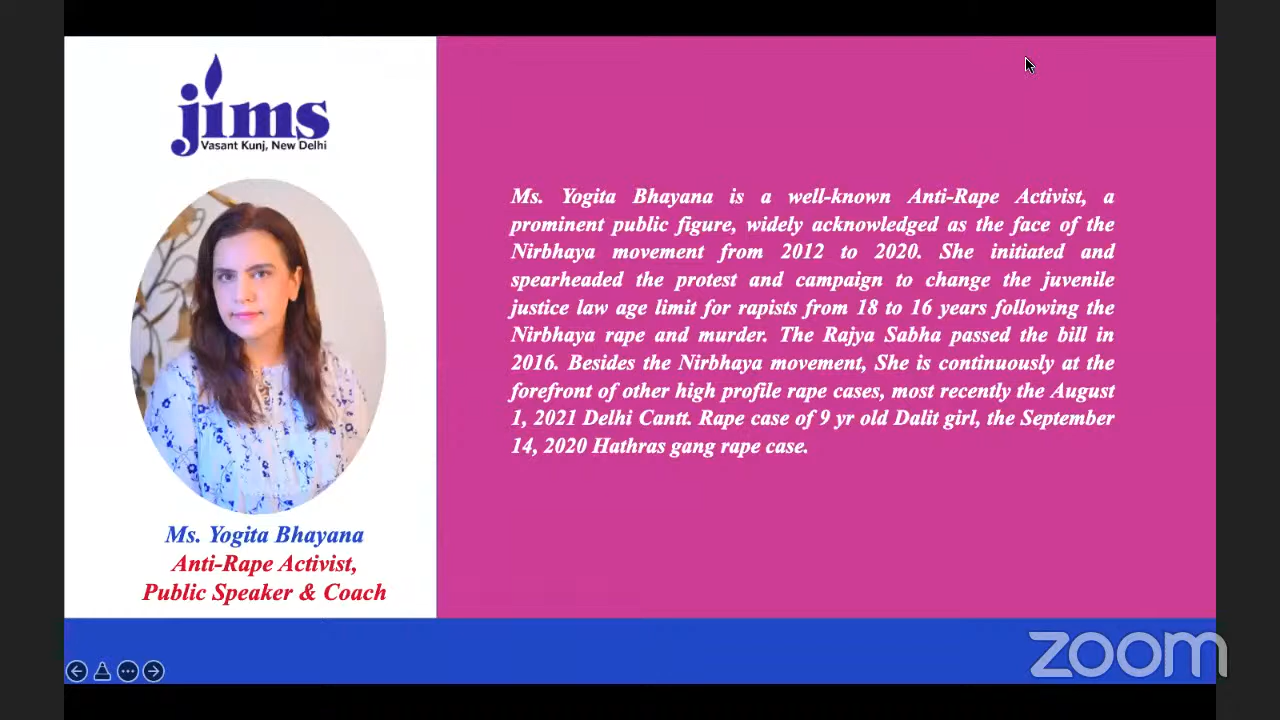 jims
Vasant Kunj, New Delhi
Ms. Yogita Bhayana
Anti-Rape Activist,
Public Speaker & Coach
Ms. Yogita Bhayana is a well-known Anti-Rape Activist, a
prominent public figure, widely acknowledged as the face of the
Nirbhaya movement from 2012 to 2020. She initiated and
spearheaded the protest and campaign to change the juvenile
justice law age limit for rapists from 18 to 16 years following the
Nirbhaya rape and murder. The Rajya Sabha passed the bill in
2016. Besides the Nirbhaya movement, She is continuously at the
forefront of other high profile rape cases, most recently the August
1, 2021 Delhi Cantt. Rape case of 9 yr old Dalit girl, the September
14, 2020 Hathras gang rape case.
zoom